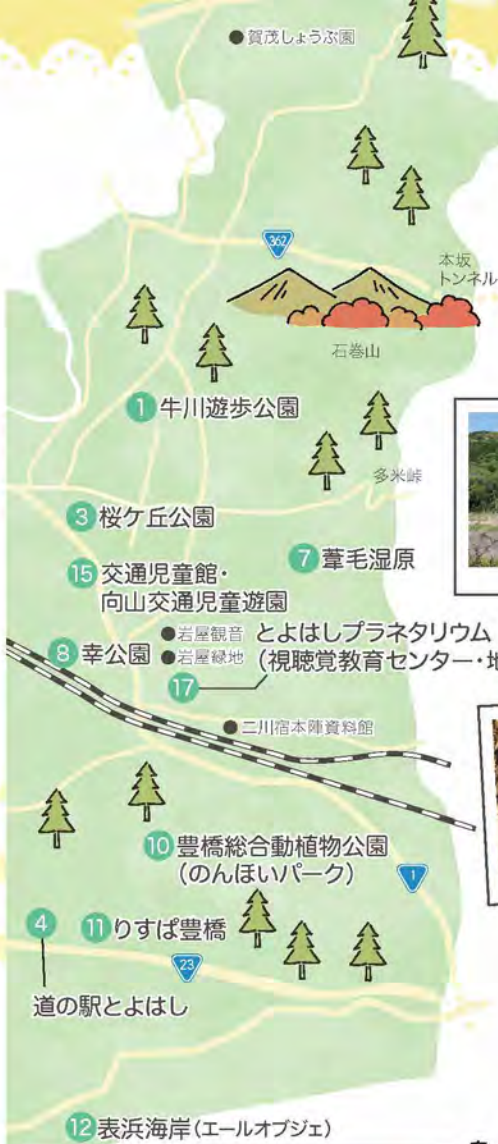 ●賀茂しょうぶ園
362
本坂
トンネル
石巻山
1 牛川遊歩公園
多米峠
3 桜ケ丘公園
7 葦毛湿原
15 交通児童館・
向山交通児童遊園
●岩屋観音
8 幸公園
●岩屋緑地
17 とよはしプラネタリウム
(視聴覚教育センター・地
●二川宿本陣資料館
10 豊橋総合動植物公園
(のんほいパーク)
1
4
11 りすぱ豊橋
23
道の駅とよはし
12 表浜海岸(エールオブジェ)